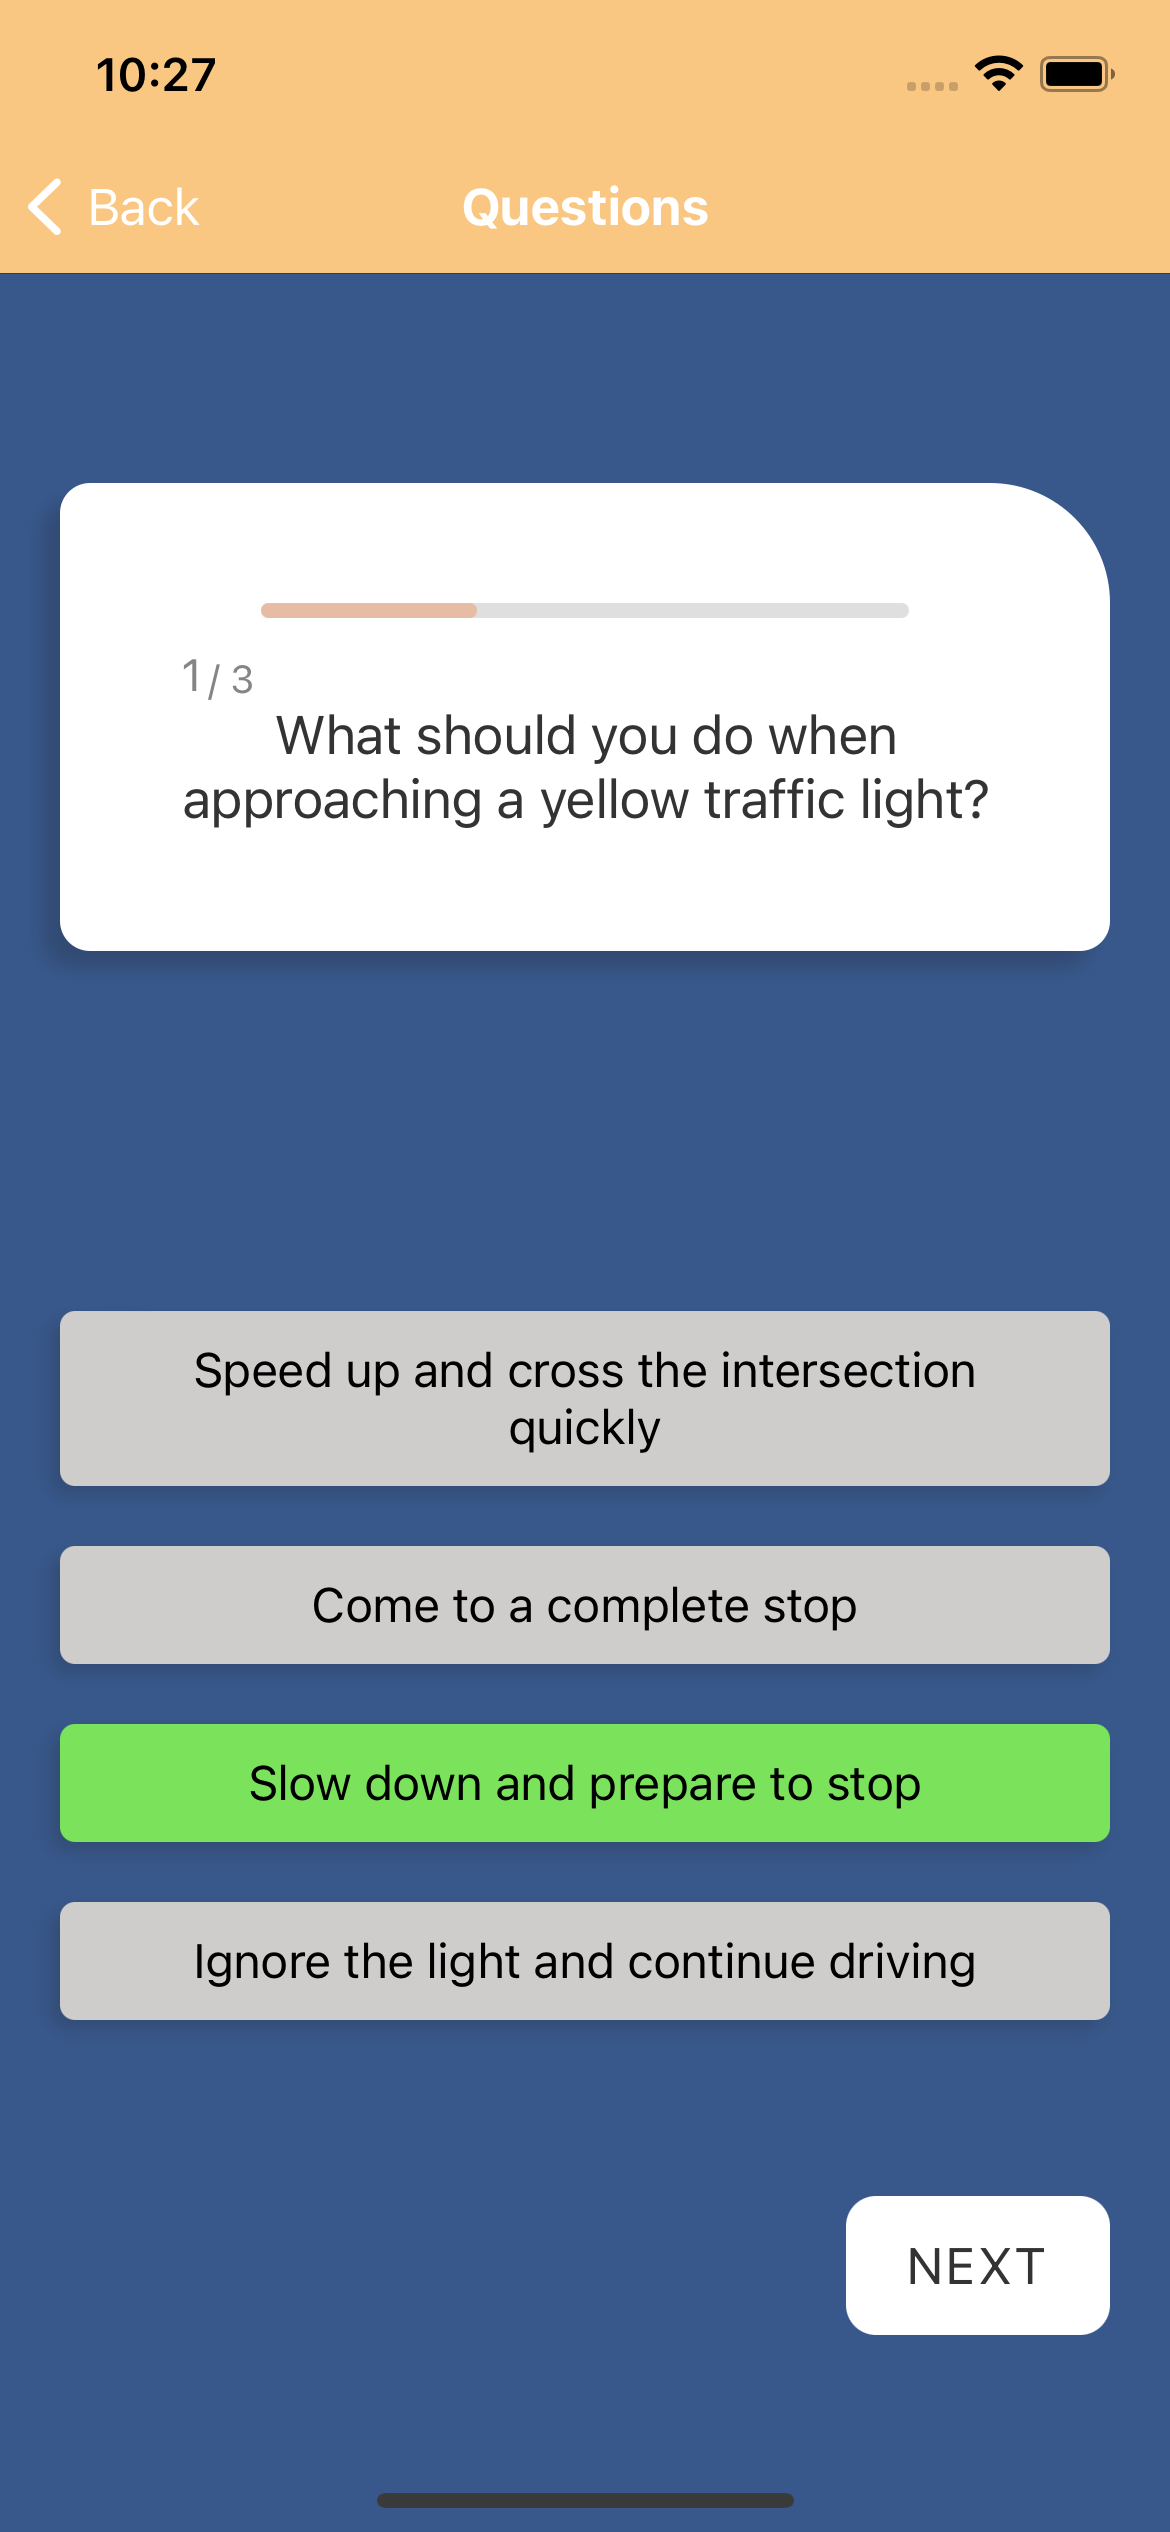 10:27
Back
Questions
1 / 3
What should you do when
approaching a yellow traffic light?
Speed up and cross the intersection
quickly
Come to a complete stop
Slow down and prepare to stop
Ignore the light and continue driving
NEXT